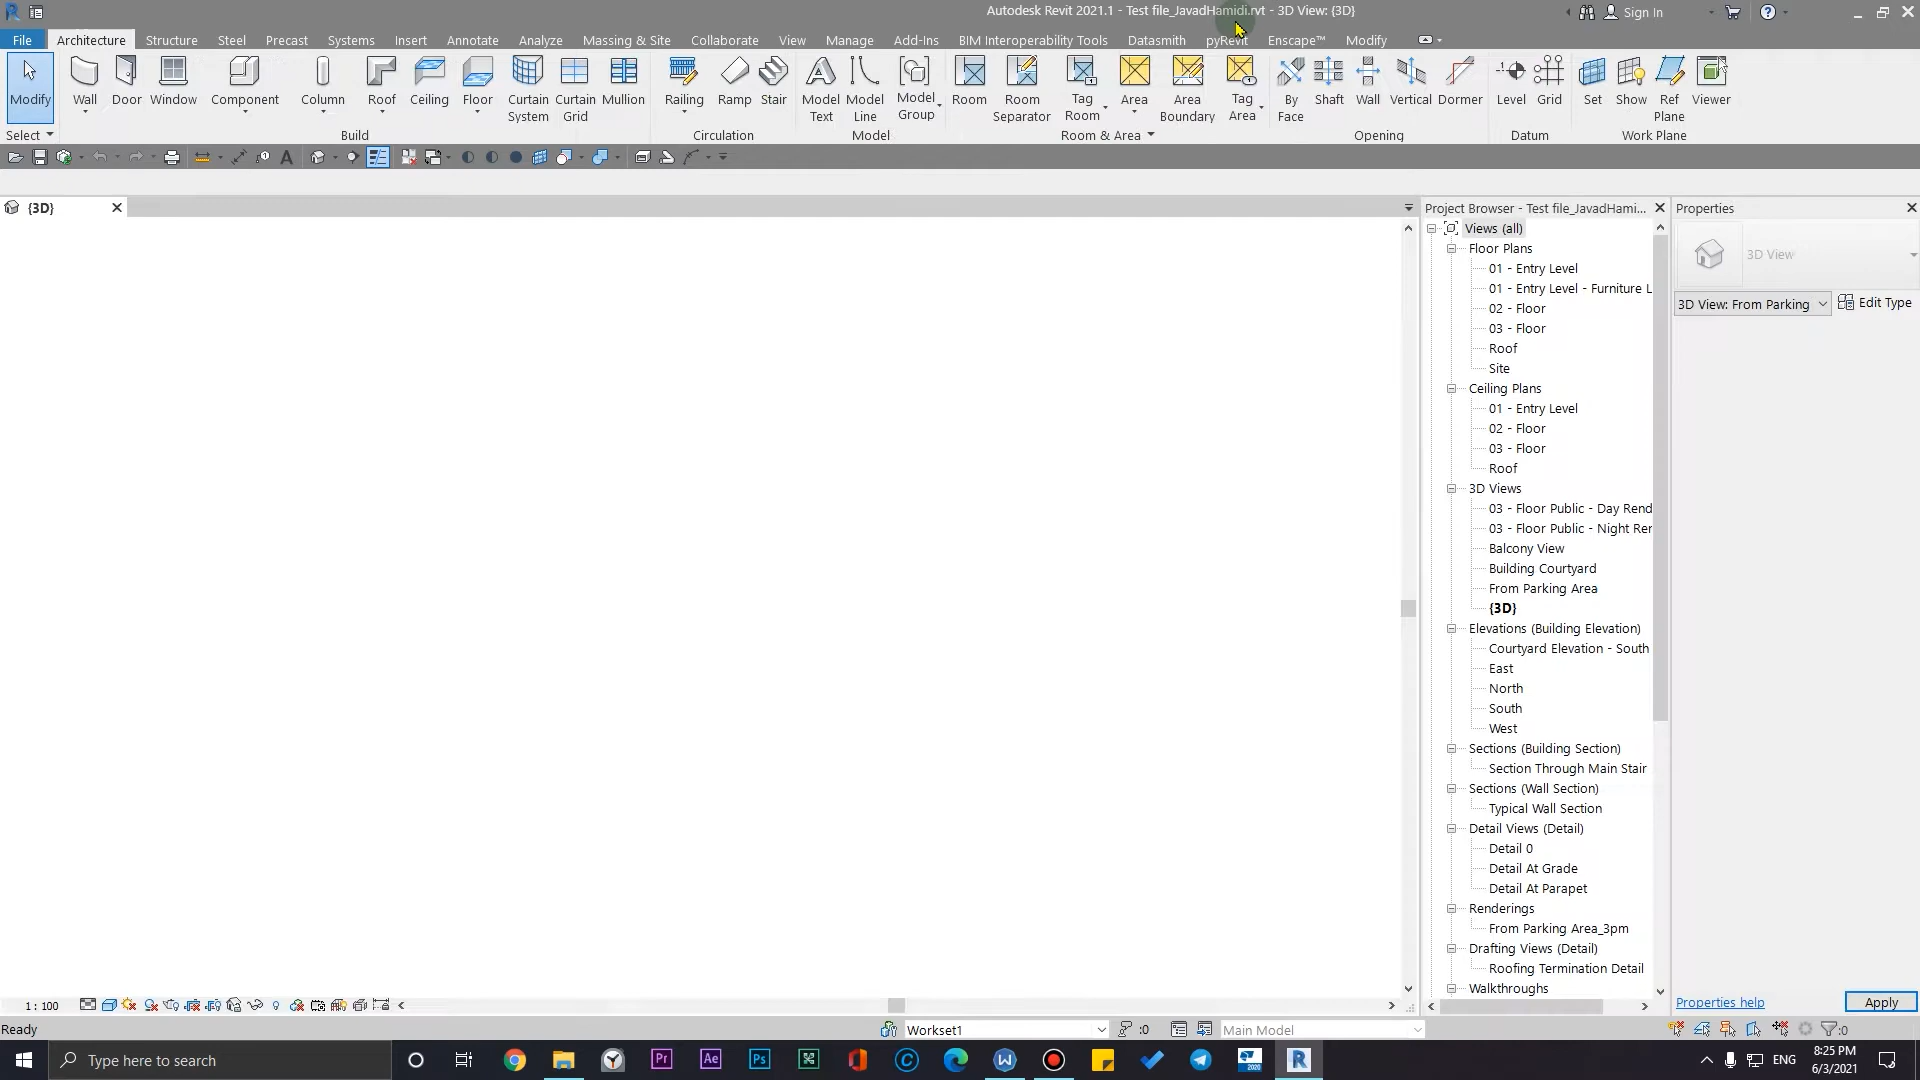 Autodesk Revit 2021.1 - Test file_JavadHamidi.rvt - 3D View: {3D}
Sign In
File Architecture Structure Steel Precast Systems Insert Annotate Analyze Massing & Site Collaborate View Manage Add-Ins BIM Interoperability Tools Datasmith pyRevit Enscape™ Modify
Modify Wall Door Window Component Column Roof Ceiling Floor Curtain System Curtain Grid Mullion Railing Ramp Stair Model Text Model Line Model Group Room Room Separator Tag Room Area Area Boundary Tag Area By Face Shaft Wall Vertical Dormer Level Grid Set Show Ref Plane Viewer
Select Build Circulation Model Room & Area Opening Datum Work Plane
{3D}
Project Browser - Test file_JavadHami...
Views (all)
Floor Plans
01 - Entry Level
01 - Entry Level - Furniture L
02 - Floor
03 - Floor
Roof
Site
Ceiling Plans
01 - Entry Level
02 - Floor
03 - Floor
Roof
3D Views
03 - Floor Public - Day Rend
03 - Floor Public - Night Rer
Balcony View
Building Courtyard
From Parking Area
{3D}
Elevations (Building Elevation)
Courtyard Elevation - South
East
North
South
West
Sections (Building Section)
Section Through Main Stair
Sections (Wall Section)
Typical Wall Section
Detail Views (Detail)
Detail 0
Detail At Grade
Detail At Parapet
Renderings
From Parking Area_3pm
Drafting Views (Detail)
Roofing Termination Detail
Walkthroughs
Properties
3D View
3D View: From Parking
Edit Type
Properties help
Apply
1 : 100
Ready
Workset1
:0
Main Model
:0
Type here to search
Pr
Ae
Ps
2020
R
ENG
8:25 PM
6/3/2021